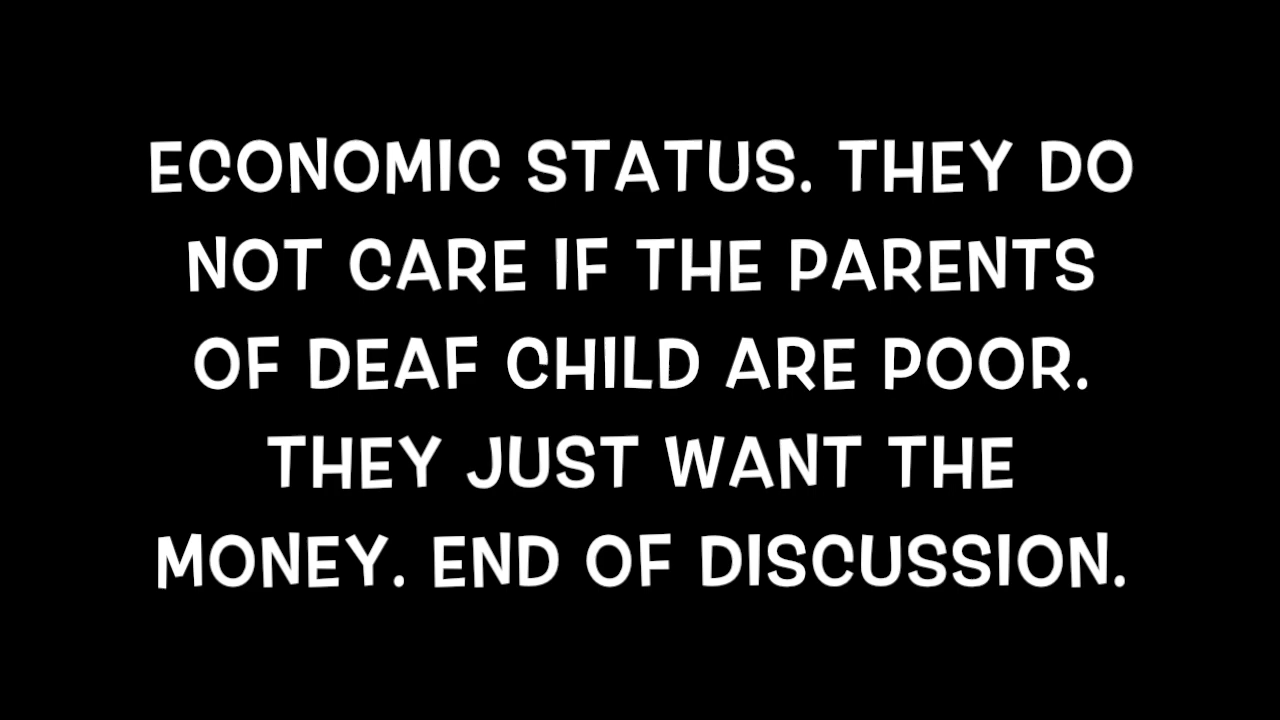 ECONOMIC STATUS. THEY DO
NOT CARE IF THE PARENTS
OF DEAF CHILD ARE POOR.
THEY JUST WANT THE
MONEY. END OF DISCUSSION.